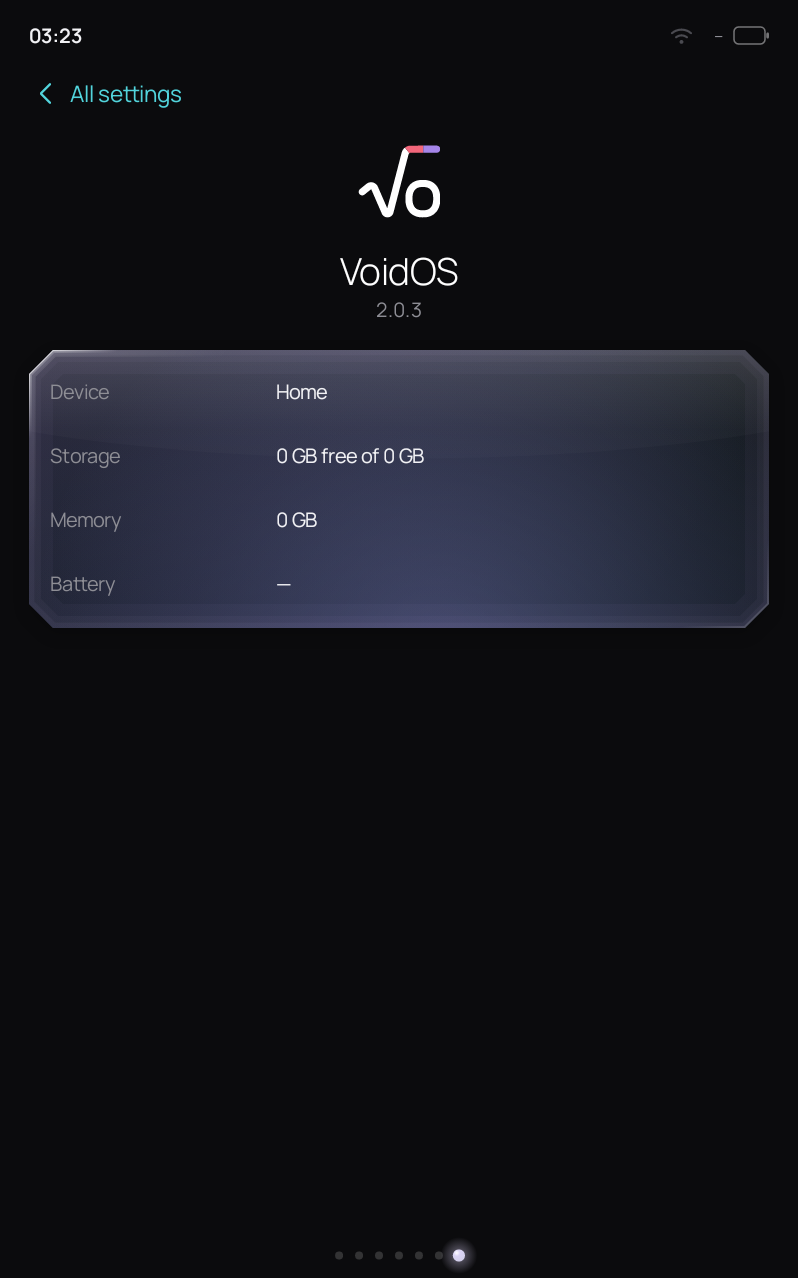 03:23
–
All settings
√o
VoidOS
2.0.3
Device Home
Storage 0 GB free of 0 GB
Memory 0 GB
Battery —